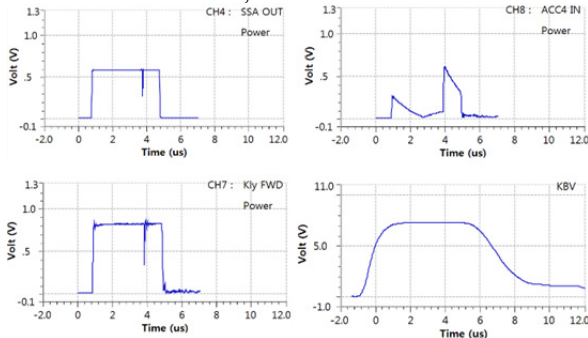 CH4 : SSA OUT
Power
1.3
1.0
.5
-0.1
Volt (V)
-2.0 0 2 4 6 8 10.0 12.0
Time (us)
CH8 : ACC4 IN
Power
1.3
1.0
.5
-0.1
Volt (V)
-2.0 0 2 4 6 8 10.0 12.0
Time (us)
CH7 : Kly FWD
Power
1.3
1.0
.5
-0.1
Volt (V)
-2.0 0 2 4 6 8 10.0 12.0
Time (us)
KBV
11.0
5.0
-1.0
Volt (V)
-2.0 0 2 4 6 8 10.0 12.0
Time (us)